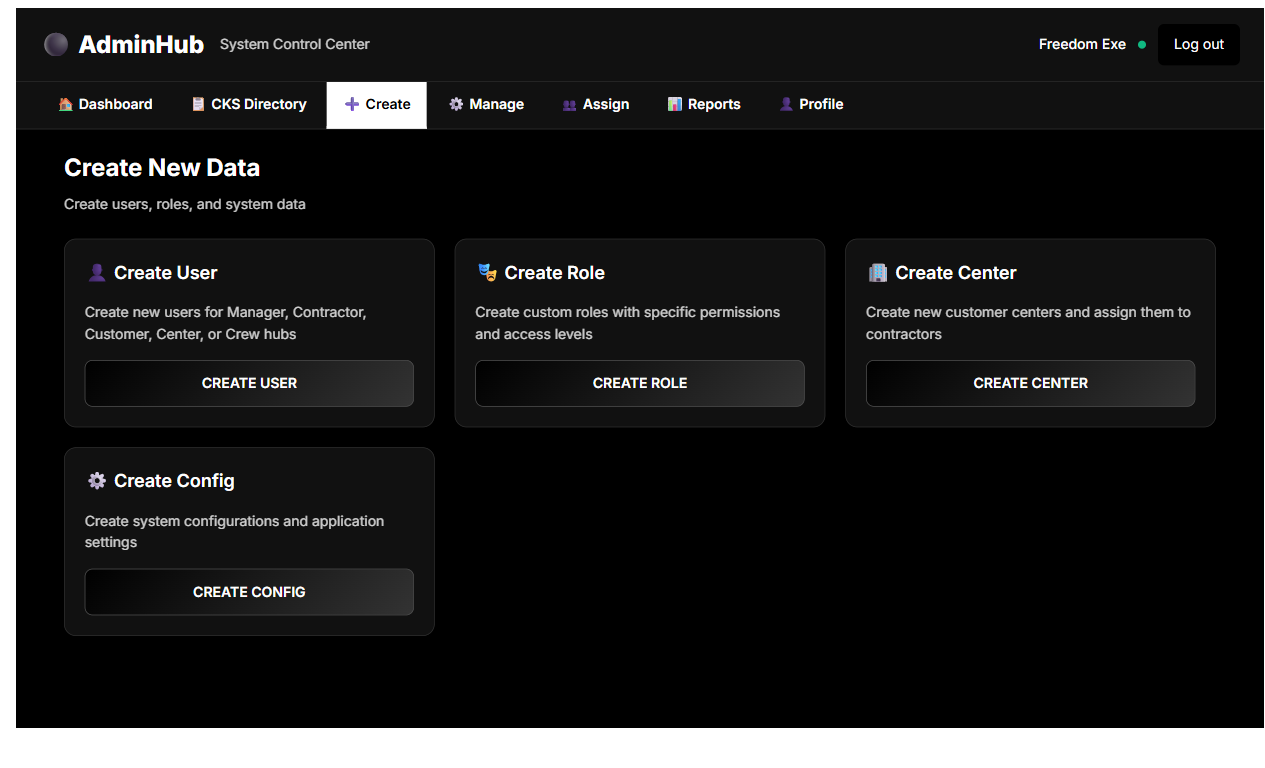 AdminHub System Control Center Freedom Exe Log out
Dashboard CKS Directory Create Manage Assign Reports Profile
Create New Data
Create users, roles, and system data
Create User
Create new users for Manager, Contractor,
Customer, Center, or Crew hubs
CREATE USER
Create Role
Create custom roles with specific permissions
and access levels
CREATE ROLE
Create Center
Create new customer centers and assign them to
contractors
CREATE CENTER
Create Config
Create system configurations and application
settings
CREATE CONFIG